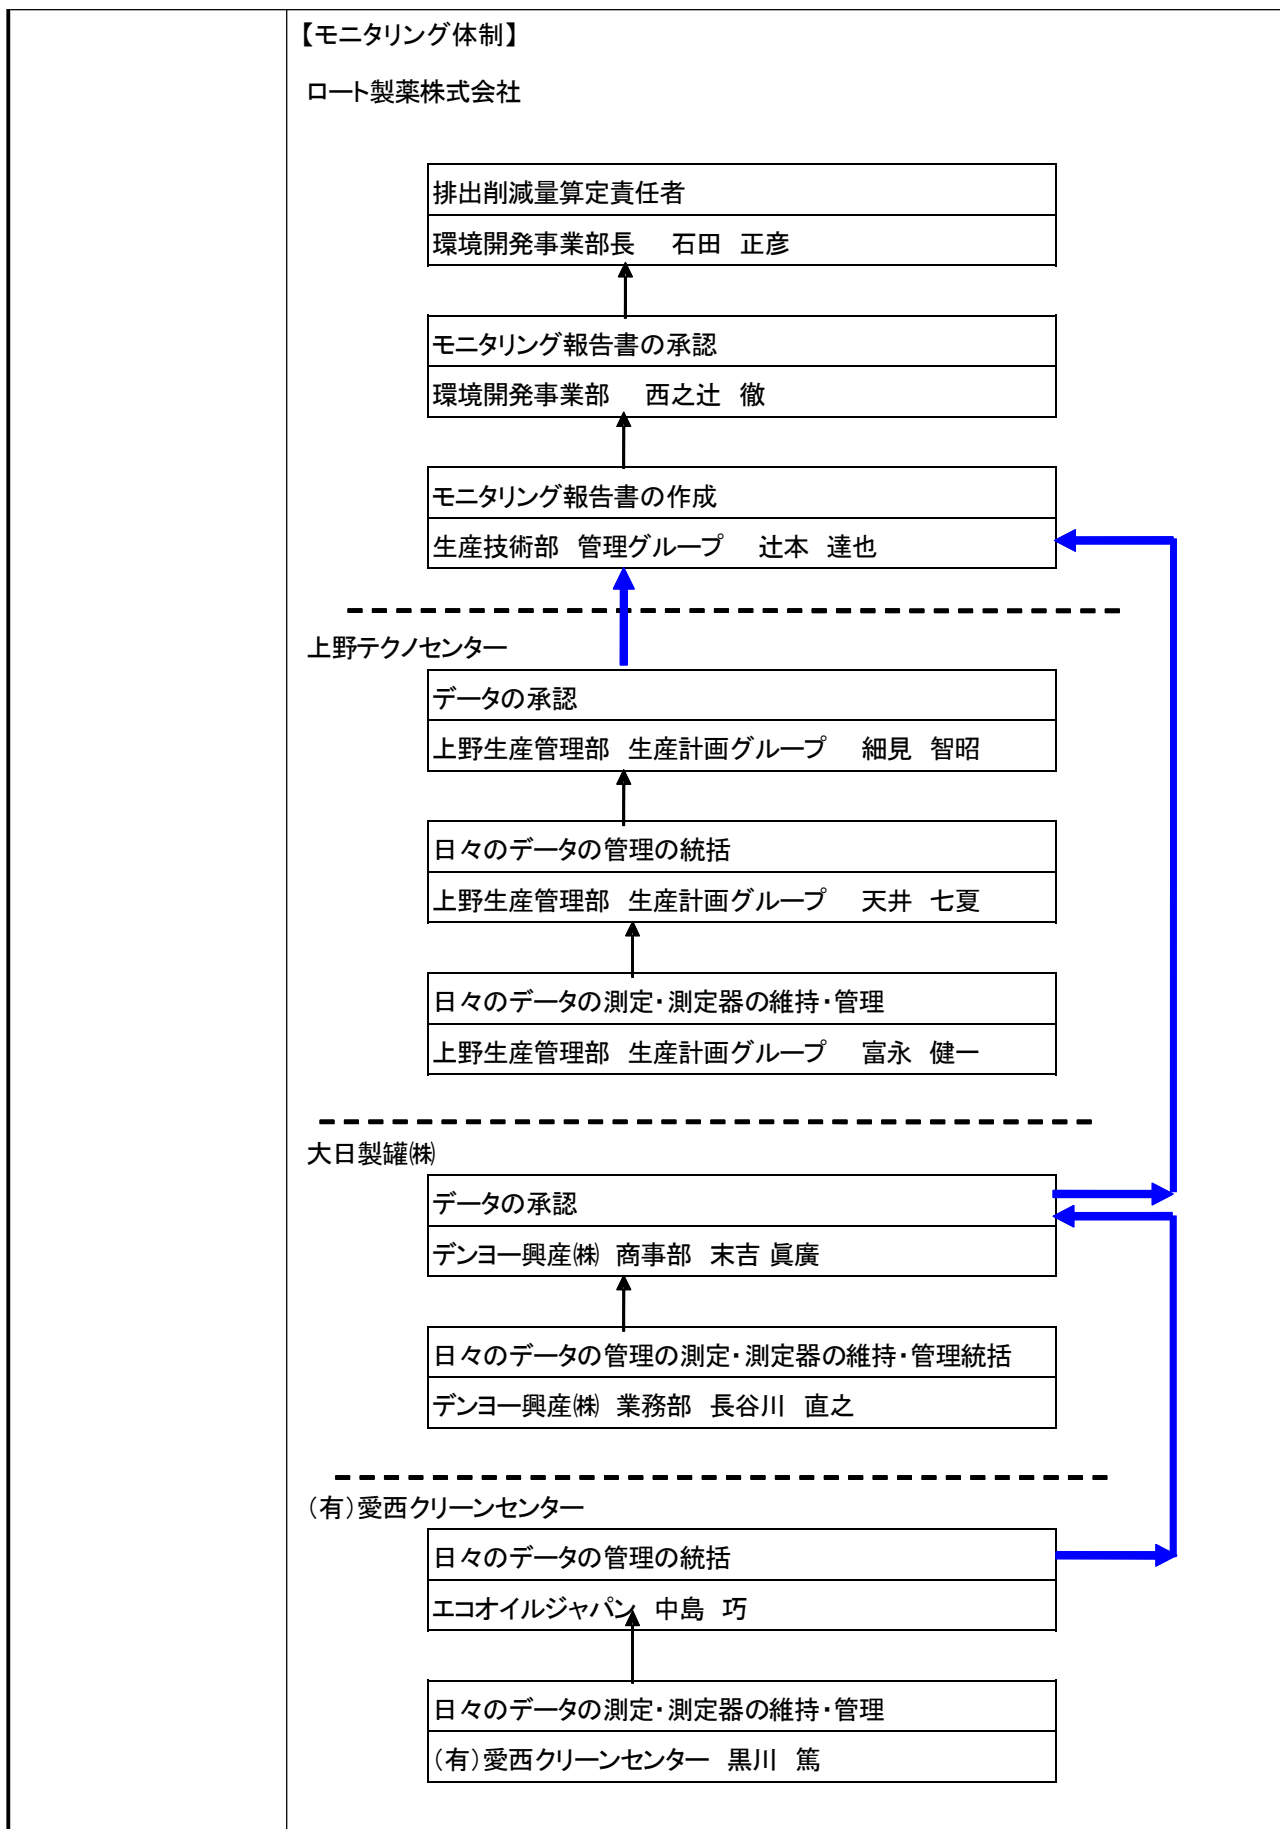 【モニタリング体制】
ロート製薬株式会社
排出削減量算定責任者
環境開発事業部長　石田　正彦
モニタリング報告書の承認
環境開発事業部　西之辻　徹
モニタリング報告書の作成
生産技術部　管理グループ　辻本　達也
上野テクノセンター
データの承認
上野生産管理部　生産計画グループ　細見　智昭
日々のデータの管理の統括
上野生産管理部　生産計画グループ　天井　七夏
日々のデータの測定・測定器の維持・管理
上野生産管理部　生産計画グループ　富永　健一
大日製罐㈱
データの承認
デンヨー興産㈱　商事部　末吉 眞廣
日々のデータの管理の測定・測定器の維持・管理統括
デンヨー興産㈱　業務部　長谷川　直之
（有）愛西クリーンセンター
日々のデータの管理の統括
エコオイルジャパン　中島　巧
日々のデータの測定・測定器の維持・管理
（有）愛西クリーンセンター　黒川　篤